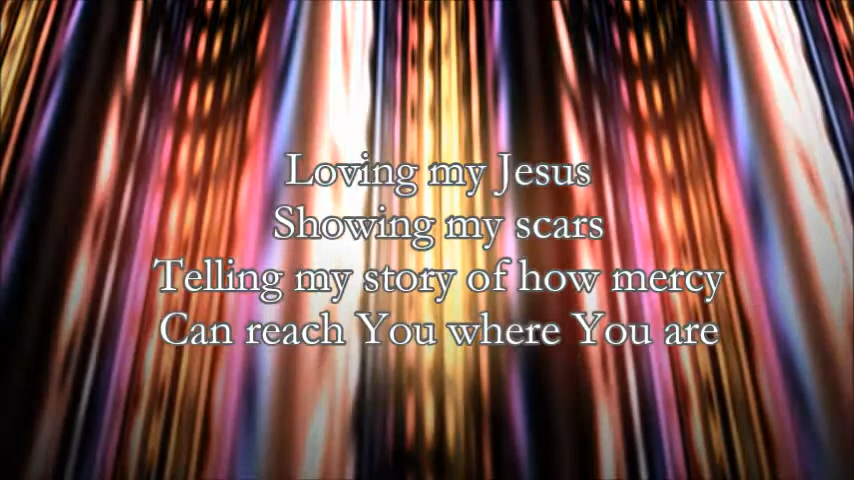 Loving my Jesus
Showing my scars
Telling my story of how mercy
Can reach You where You are